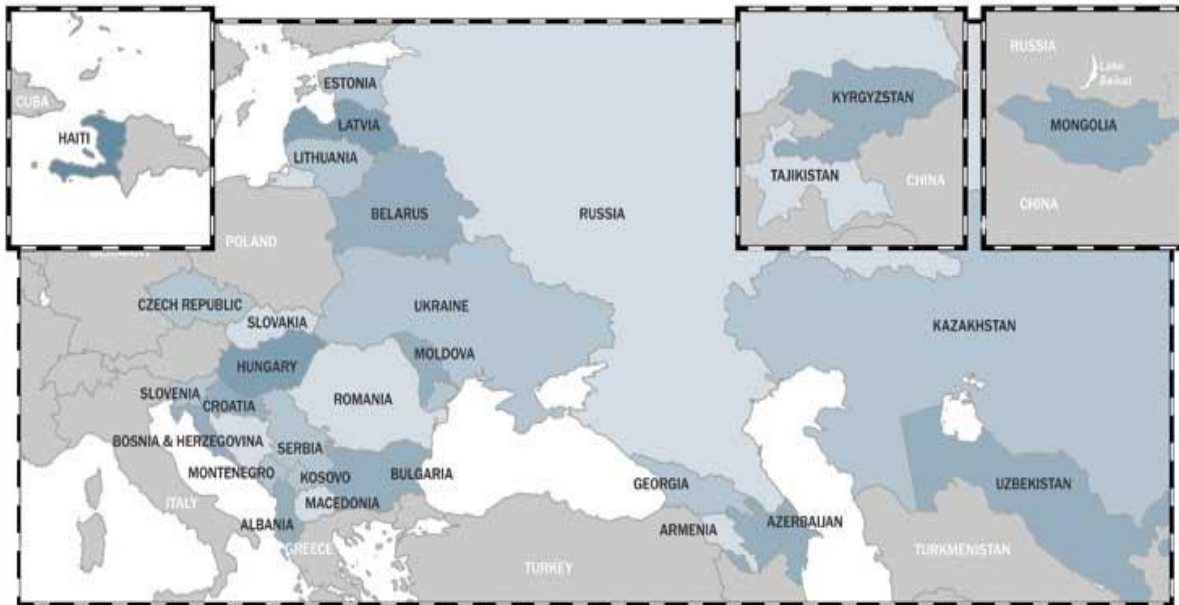 CUBA
HAITI
ESTONIA
LATVIA
LITHUANIA
BELARUS
RUSSIA
KYRGYZSTAN
TAJIKISTAN
CHINA
RUSSIA
Lake
Baikal
MONGOLIA
CHINA
POLAND
GERMANY
CZECH REPUBLIC
SLOVAKIA
UKRAINE
KAZAKHSTAN
HUNGARY
MOLDOVA
SLOVENIA
CROATIA
ROMANIA
BOSNIA & HERZEGOVINA
SERBIA
MONTENEGRO
KOSOVO
BULGARIA
GEORGIA
UZBEKISTAN
ITALY
MACEDONIA
ALBANIA
ARMENIA
AZERBAIJAN
GREECE
TURKEY
TURKMENISTAN